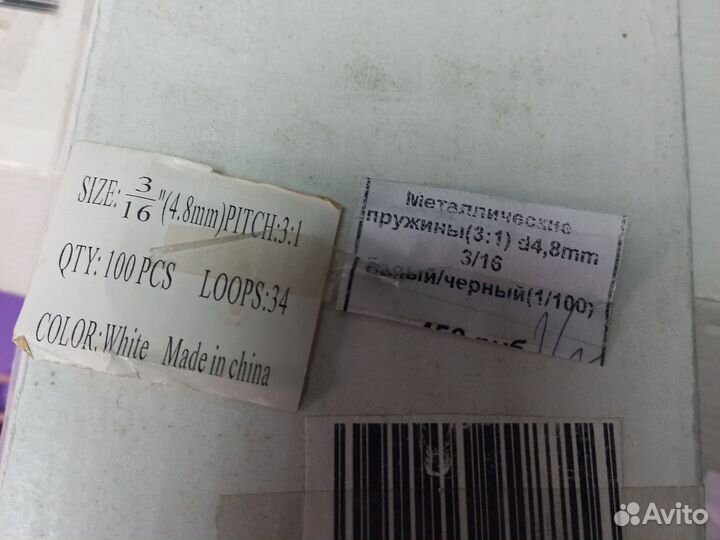 SIZE: 3/16"(4.8mm)PITCH:3:1
QTY: 100 PCS LOOPS:34
COLOR: White Made in china
Металлические
пружины(3:1) d4,8mm
3/16
белый/черный(1/100)
Avito